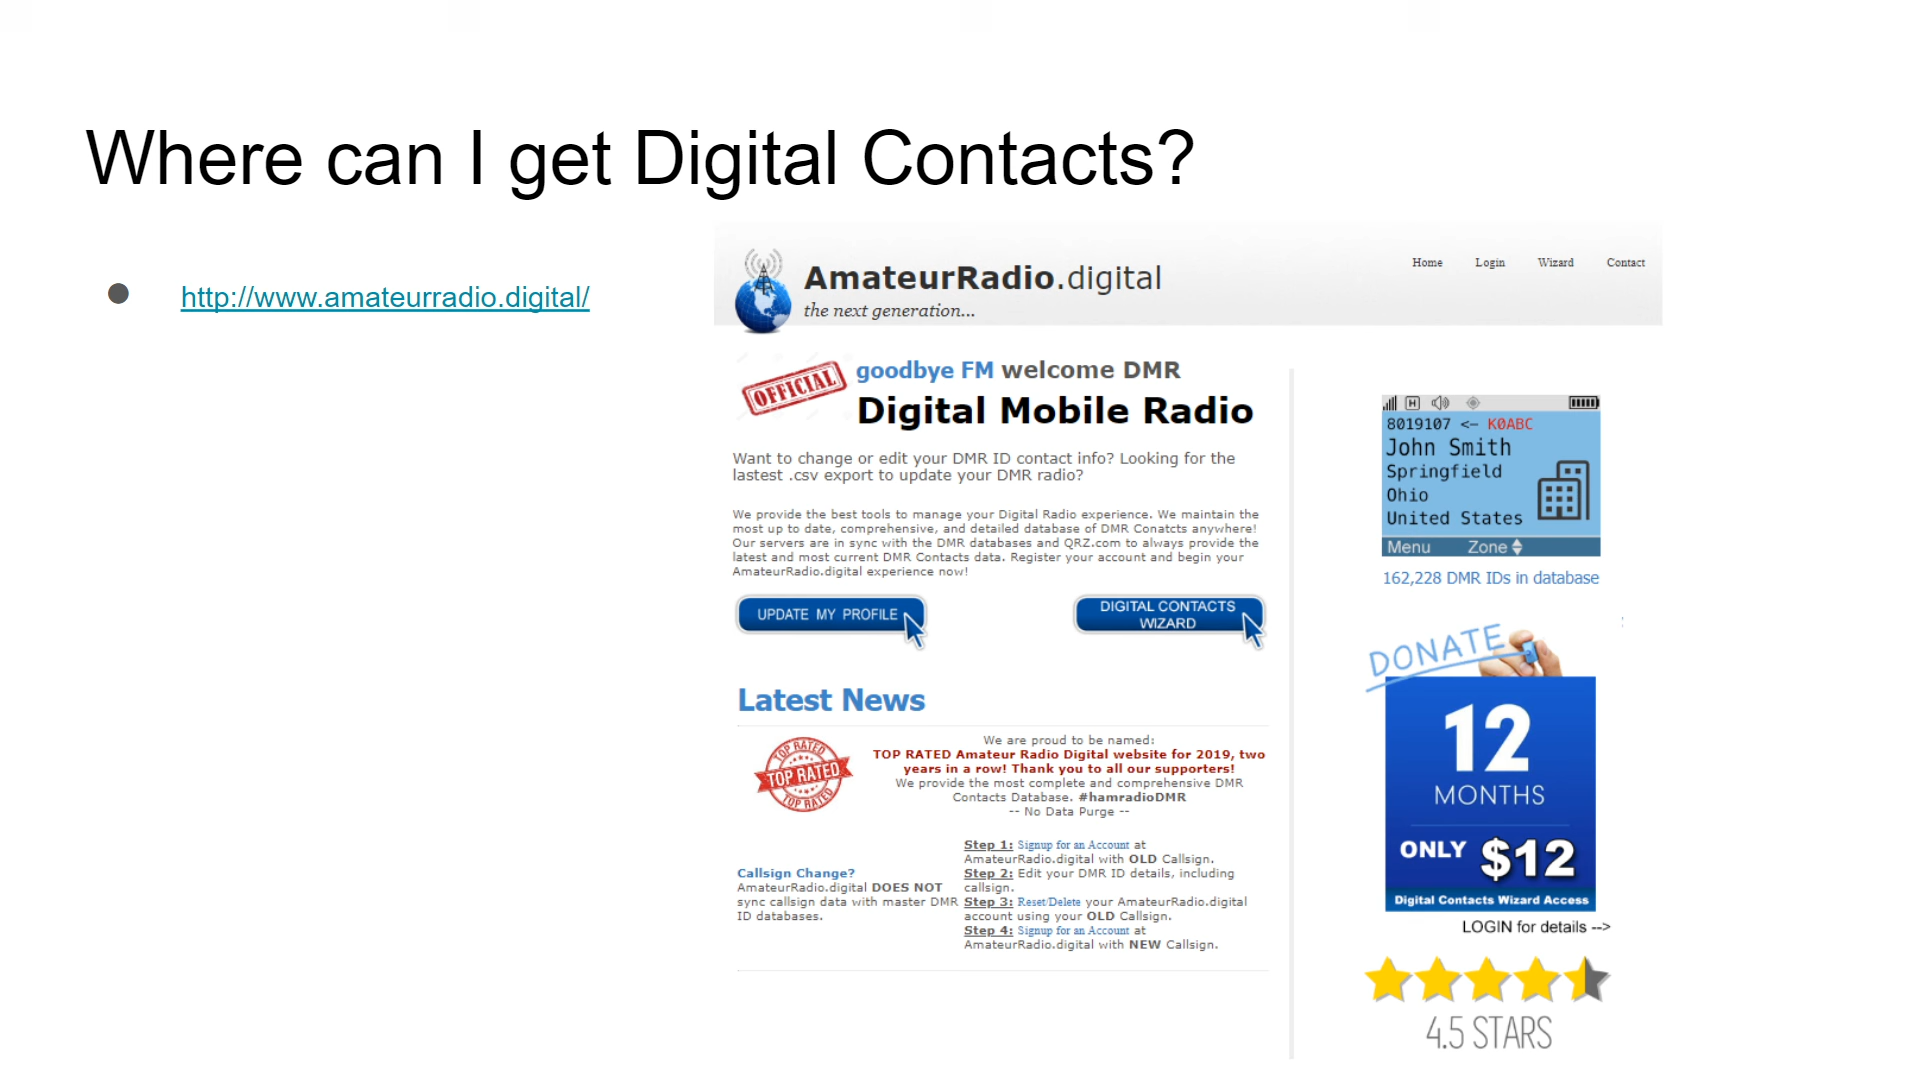 Where can I get Digital Contacts?
● http://www.amateurradio.digital/
AmateurRadio.digital
the next generation...
Home Login Wizard Contact
OFFICIAL
goodbye FM welcome DMR
Digital Mobile Radio
Want to change or edit your DMR ID contact info? Looking for the
lastest .csv export to update your DMR radio?
We provide the best tools to manage your Digital Radio experience. We maintain the
most up to date, comprehensive, and detailed database of DMR Conatcts anywhere!
Our servers are in sync with the DMR databases and QRZ.com to always provide the
latest and most current DMR Contacts data. Register your account and begin your
AmateurRadio.digital experience now!
UPDATE MY PROFILE
DIGITAL CONTACTS
WIZARD
Latest News
TOP RATED
TOP RATED
TOP RATED
We are proud to be named:
TOP RATED Amateur Radio Digital website for 2019, two
years in a row! Thank you to all our supporters!
We provide the most complete and comprehensive DMR
Contacts Database. #hamradioDMR
-- No Data Purge --
Callsign Change?
AmateurRadio.digital DOES NOT
sync callsign data with master DMR
ID databases.
Step 1: Signup for an Account at
AmateurRadio.digital with OLD Callsign.
Step 2: Edit your DMR ID details, including
callsign.
Step 3: Reset/Delete your AmateurRadio.digital
account using your OLD Callsign.
Step 4: Signup for an Account at
AmateurRadio.digital with NEW Callsign.
H
8019107 <- K0ABC
John Smith
Springfield
Ohio
United States
Menu Zone
162,228 DMR IDs in database
DONATE
12
MONTHS
ONLY $12
Digital Contacts Wizard Access
LOGIN for details -->
4.5 STARS